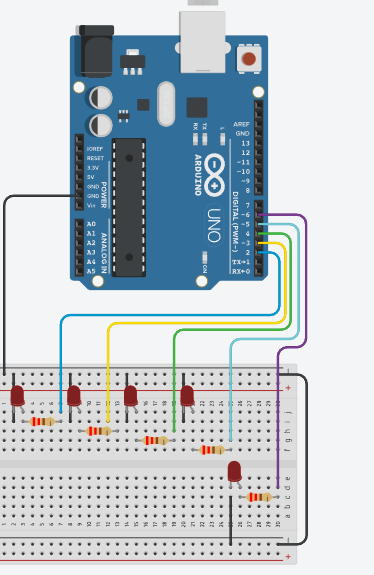 AREF
GND
13
12
~11
~10
~9
8
7
~6
~5
4
~3
2
TX→1
RX←0
DIGITAL (PWM~)
L
TX
RX
ARDUINO
UNO
ON
IOREF
RESET
3.3V
5V
GND
GND
Vin
POWER
A0
A1
A2
A3
A4
A5
ANALOG IN